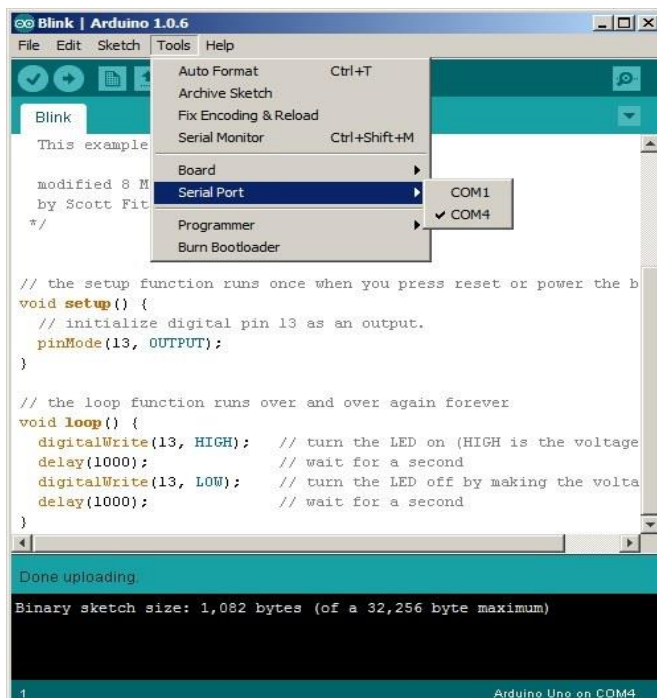 Blink | Arduino 1.0.6
File Edit Sketch Tools Help
Auto Format Ctrl+T
Archive Sketch
Fix Encoding & Reload
Serial Monitor Ctrl+Shift+M
Board
Serial Port
COM1
COM4
Programmer
Burn Bootloader
Blink
This example
modified 8 M
by Scott Fit
*/
// the setup function runs once when you press reset or power the b
void setup() {
// initialize digital pin 13 as an output.
pinMode(13, OUTPUT);
}
// the loop function runs over and over again forever
void loop() {
digitalWrite(13, HIGH); // turn the LED on (HIGH is the voltage
delay(1000); // wait for a second
digitalWrite(13, LOW); // turn the LED off by making the volta
delay(1000); // wait for a second
}
Done uploading.
Binary sketch size: 1,082 bytes (of a 32,256 byte maximum)
1 Arduino Uno on COM4